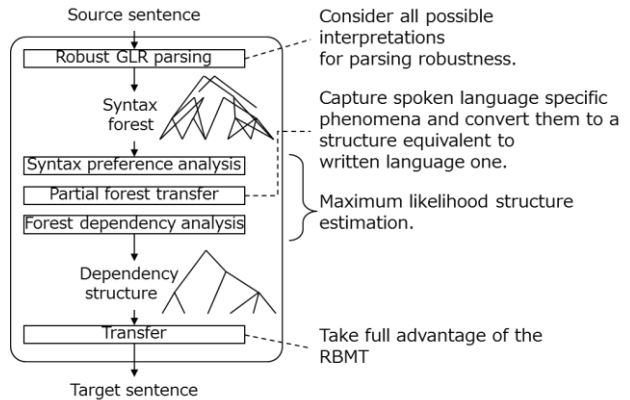 Source sentence
Robust GLR parsing
Syntax
forest
Syntax preference analysis
Partial forest transfer
Forest dependency analysis
Dependency
structure
Transfer
Target sentence
Consider all possible
interpretations
for parsing robustness.
Capture spoken language specific
phenomena and convert them to a
structure equivalent to
written language one.
Maximum likelihood structure
estimation.
Take full advantage of the
RBMT